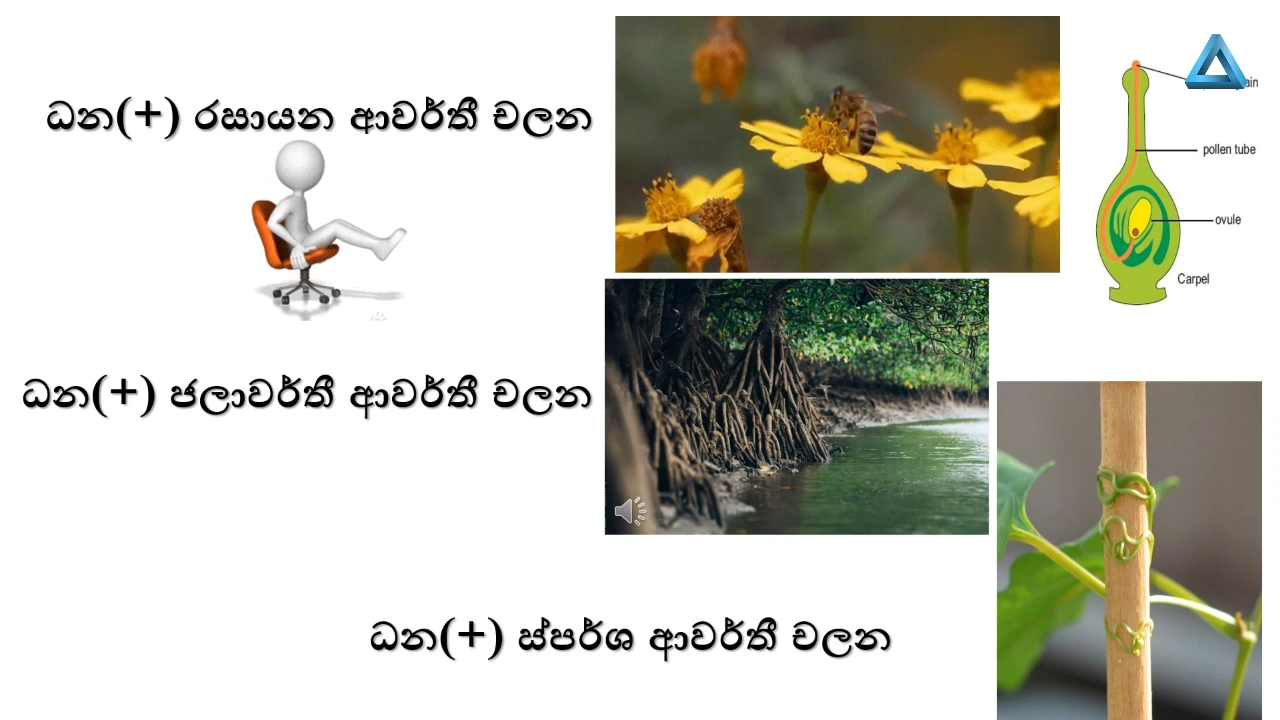 ධන(+) රසායන ආවර්තී චලන
pollen tube
ovule
Carpel
ධන(+) ජලාවර්තී ආවර්තී චලන
ධන(+) ස්පර්ශ ආවර්තී චලන